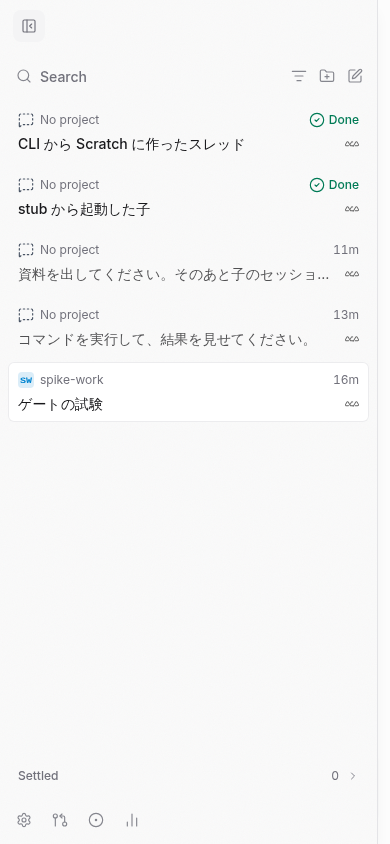 Search
No project
Done
CLI から Scratch に作ったスレッド
No project
Done
stub から起動した子
No project
11m
資料を出してください。そのあと子のセッショ...
No project
13m
コマンドを実行して、結果を見せてください。
sw
spike-work
16m
ゲートの試験
Settled
0